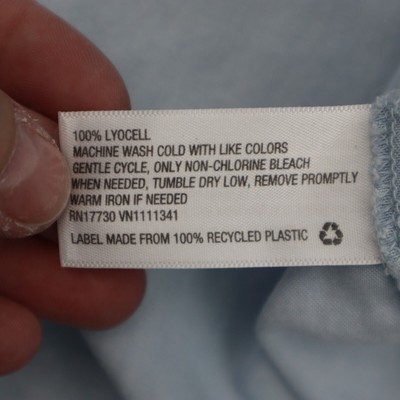 100% LYOCELL
MACHINE WASH COLD WITH LIKE COLORS
GENTLE CYCLE, ONLY NON-CHLORINE BLEACH
WHEN NEEDED, TUMBLE DRY LOW, REMOVE PROMPTLY
WARM IRON IF NEEDED
RN17730 VN1111341
LABEL MADE FROM 100% RECYCLED PLASTIC